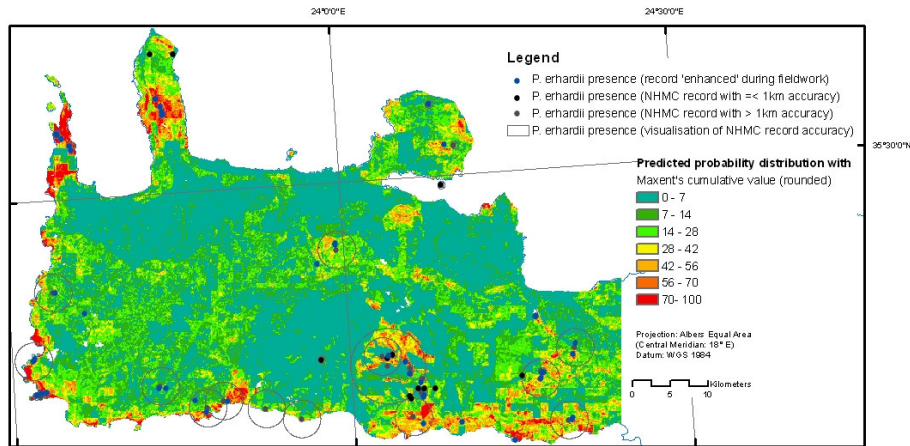 24°0'0"E
24°30'0"E
Legend
P. erhardii presence (record 'enhanced' during fieldwork)
P. erhardii presence (NHMC record with =< 1km accuracy)
P. erhardii presence (NHMC record with > 1km accuracy)
P. erhardii presence (visualisation of NHMC record accuracy)
35°30'0"N
Predicted probability distribution with
Maxent's cumulative value (rounded)
0 - 7
7 - 14
14 - 28
28 - 42
42 - 56
56 - 70
70 - 100
Projection: Albers Equal Area
(Central Meridian: 18° E)
Datum: WGS 1984
Kilometers
0 5 10